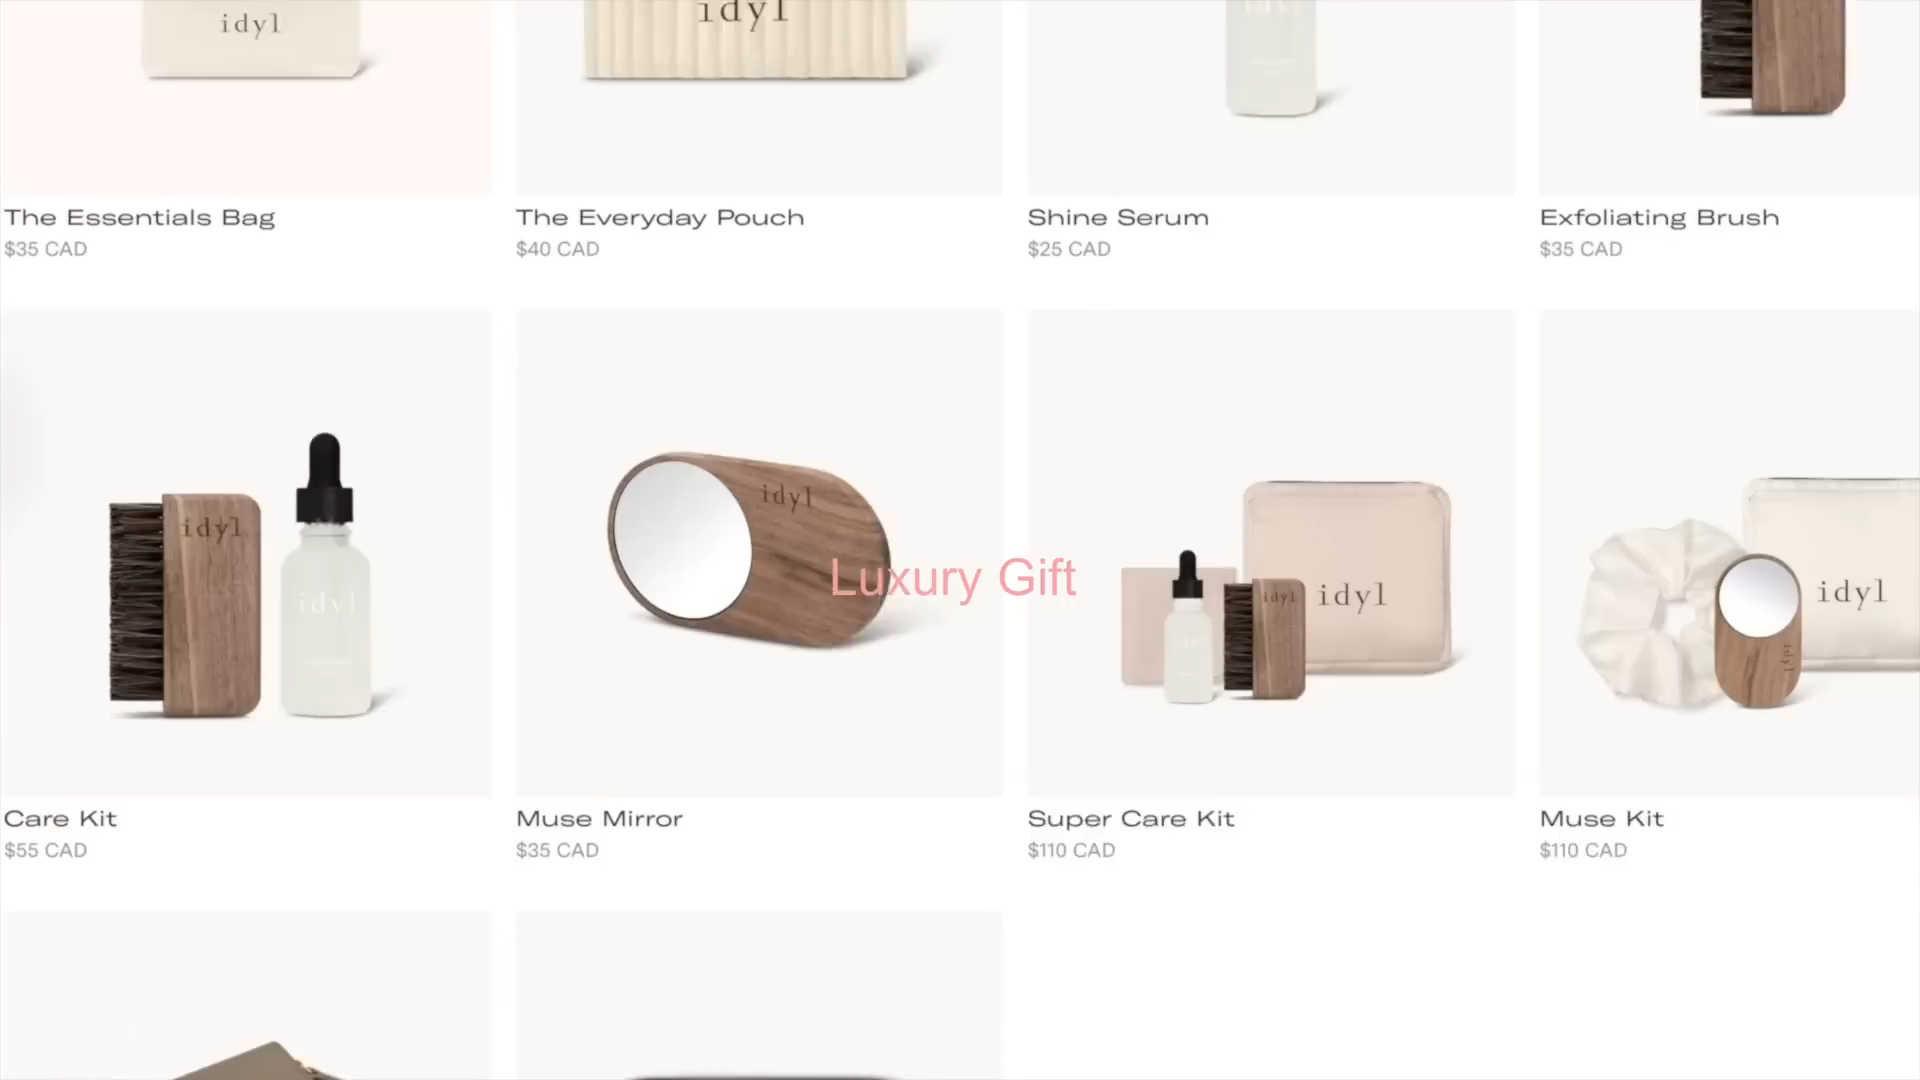 idyl
idyl
The Essentials Bag
$35 CAD
The Everyday Pouch
$40 CAD
Shine Serum
$25 CAD
Exfoliating Brush
$35 CAD
idyl
idyl
idyl
Luxury Gift
idyl
idyl
idyl
idyl
Care Kit
$55 CAD
Muse Mirror
$35 CAD
Super Care Kit
$110 CAD
Muse Kit
$110 CAD